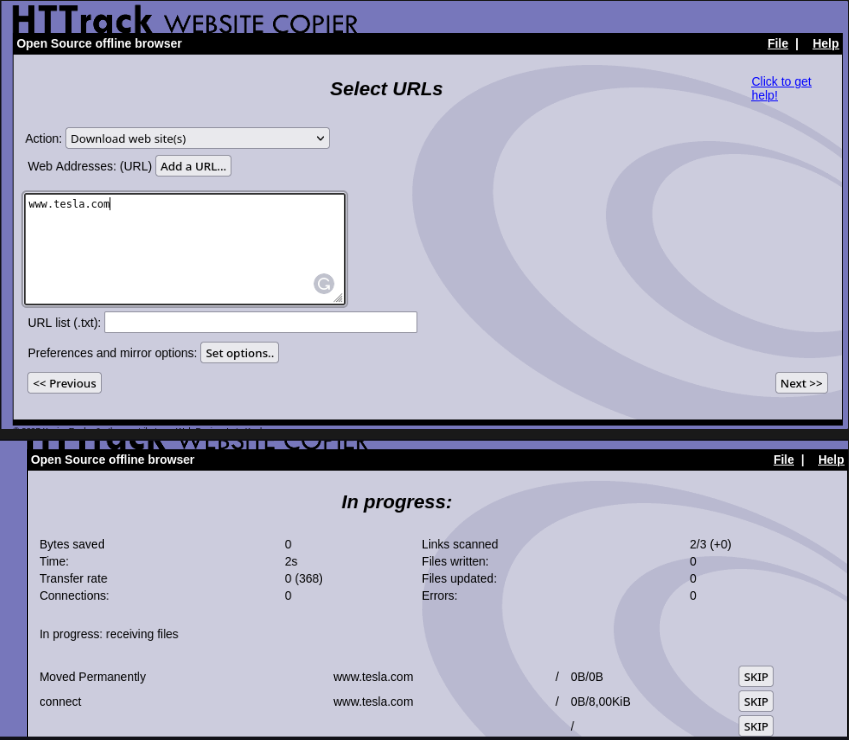 HTTrack WEBSITE COPIER
Open Source offline browser File | Help
Select URLs
Click to get
help!
Action: Download web site(s)
Web Addresses: (URL) Add a URL...
www.tesla.com
URL list (.txt):
Preferences and mirror options: Set options..
<< Previous Next >>
HTTrack WEBSITE COPIER
Open Source offline browser File | Help
In progress:
Bytes saved 0 Links scanned 2/3 (+0)
Time: 2s Files written: 0
Transfer rate 0 (368) Files updated: 0
Connections: 0 Errors: 0
In progress: receiving files
Moved Permanently www.tesla.com / 0B/0B SKIP
connect www.tesla.com / 0B/8,00KiB SKIP
/ SKIP